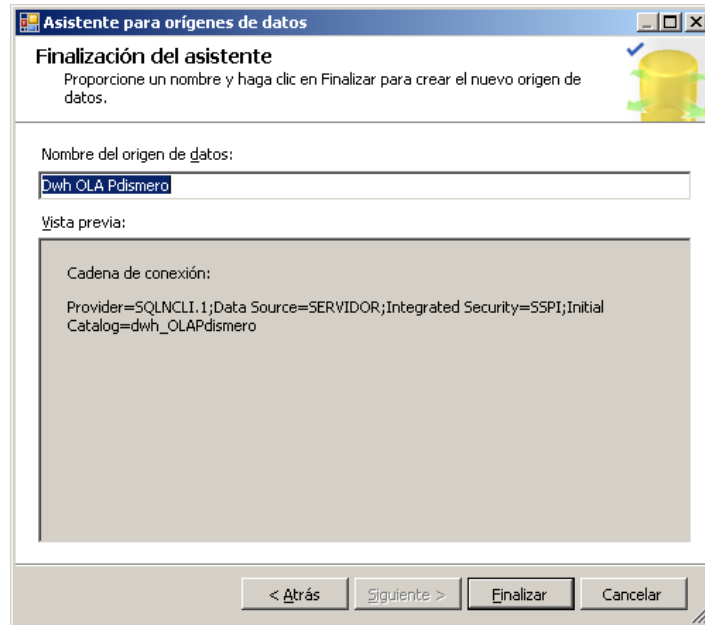 Asistente para orígenes de datos
Finalización del asistente
Proporcione un nombre y haga clic en Finalizar para crear el nuevo origen de
datos.
Nombre del origen de datos:
Dwh OLA Pdismero
Vista previa:
Cadena de conexión:
Provider=SQLNCLI.1;Data Source=SERVIDOR;Integrated Security=SSPI;Initial
Catalog=dwh_OLAPdismero
< Atrás
Siguiente >
Finalizar
Cancelar